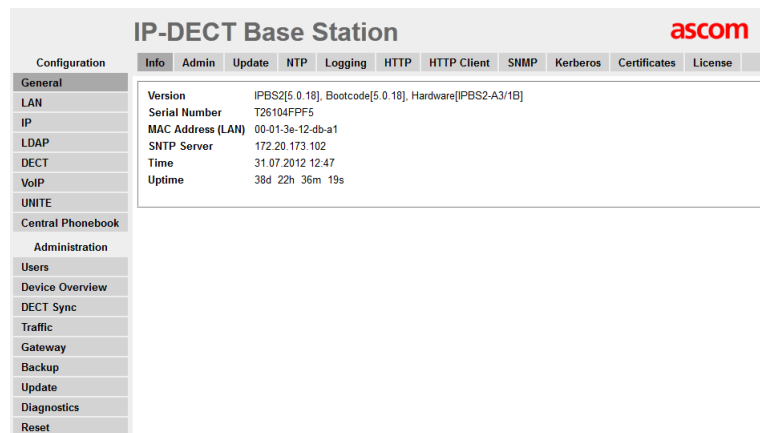 IP-DECT Base Station
ascom
Configuration
Info Admin Update NTP Logging HTTP HTTP Client SNMP Kerberos Certificates License
General
LAN
IP
LDAP
DECT
VoIP
UNITE
Central Phonebook
Administration
Users
Device Overview
DECT Sync
Traffic
Gateway
Backup
Update
Diagnostics
Reset
Version IPBS2[5.0.18], Bootcode[5.0.18], Hardware[IPBS2-A3/1B]
Serial Number T26104FPF5
MAC Address (LAN) 00-01-3e-12-db-a1
SNTP Server 172.20.173.102
Time 31.07.2012 12:47
Uptime 38d 22h 36m 19s